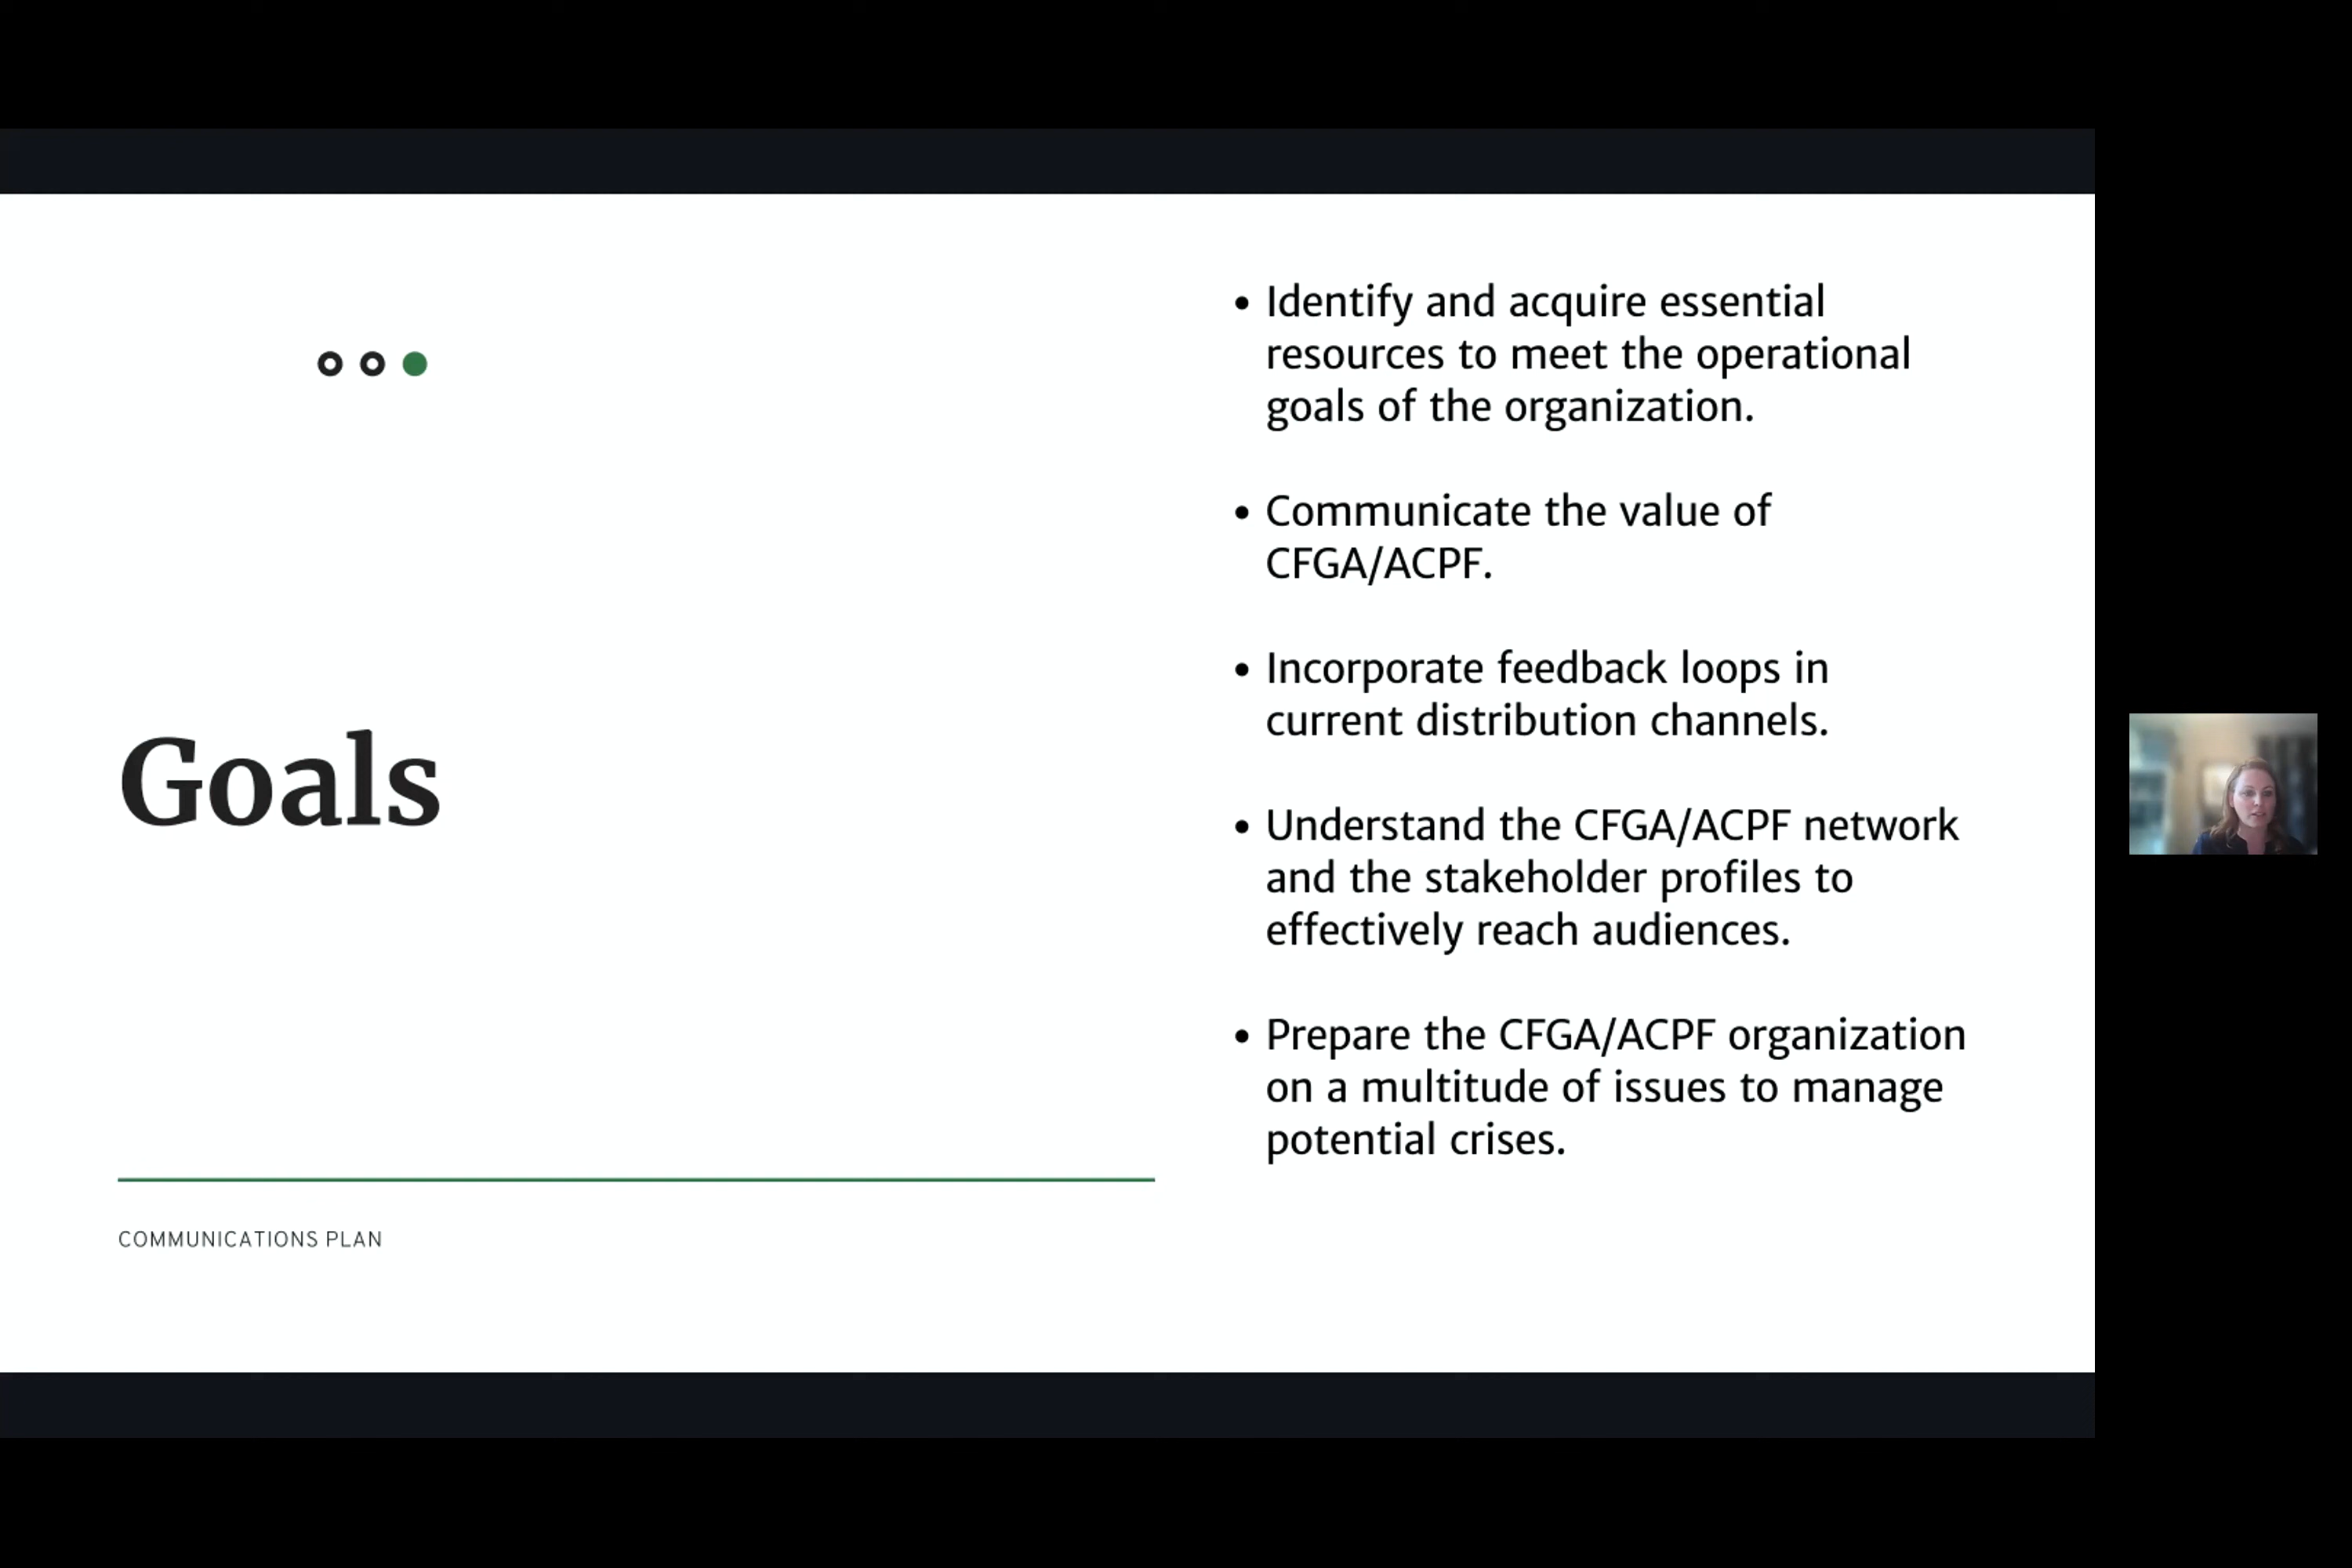 Goals
COMMUNICATIONS PLAN
• Identify and acquire essential
resources to meet the operational
goals of the organization.
• Communicate the value of
CFGA/ACPF.
• Incorporate feedback loops in
current distribution channels.
• Understand the CFGA/ACPF network
and the stakeholder profiles to
effectively reach audiences.
• Prepare the CFGA/ACPF organization
on a multitude of issues to manage
potential crises.